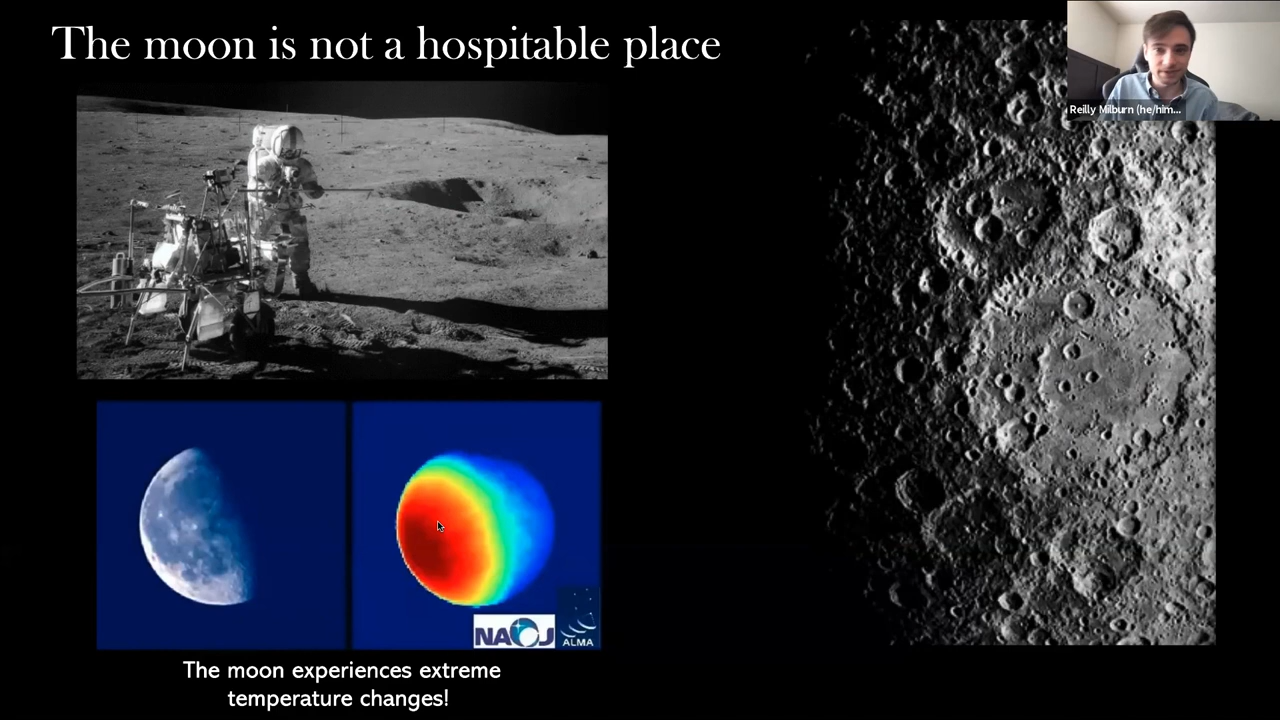 The moon is not a hospitable place
Reilly Milburn (he/him...
NAOJ
ALMA
The moon experiences extreme
temperature changes!